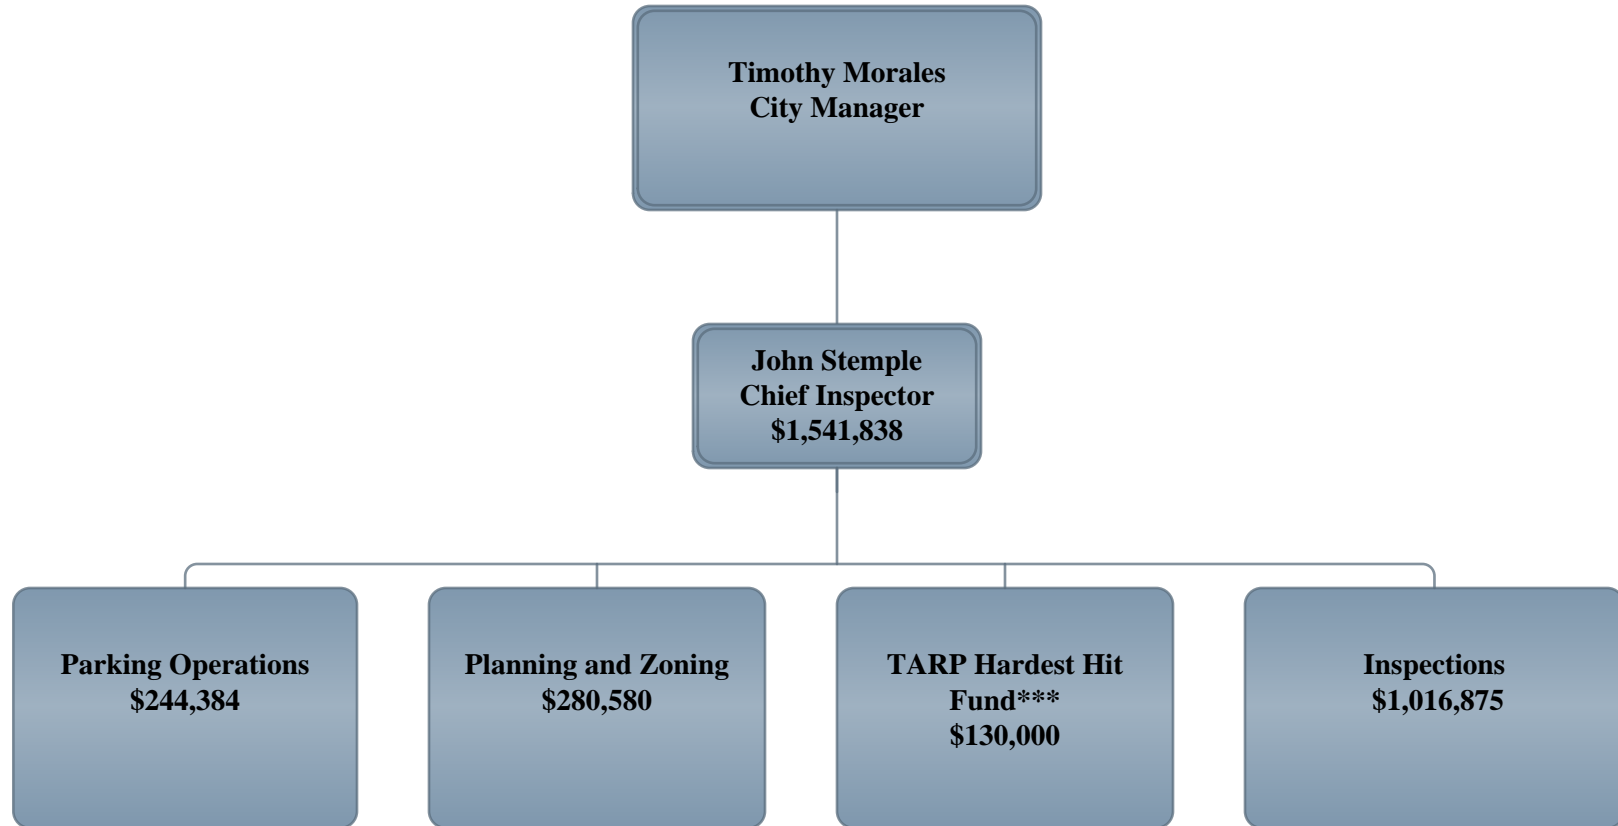 Timothy Morales
City Manager
John Stemple
Chief Inspector
$1,541,838
Parking Operations
$244,384
Planning and Zoning
$280,580
TARP Hardest Hit
Fund***
$130,000
Inspections
$1,016,875